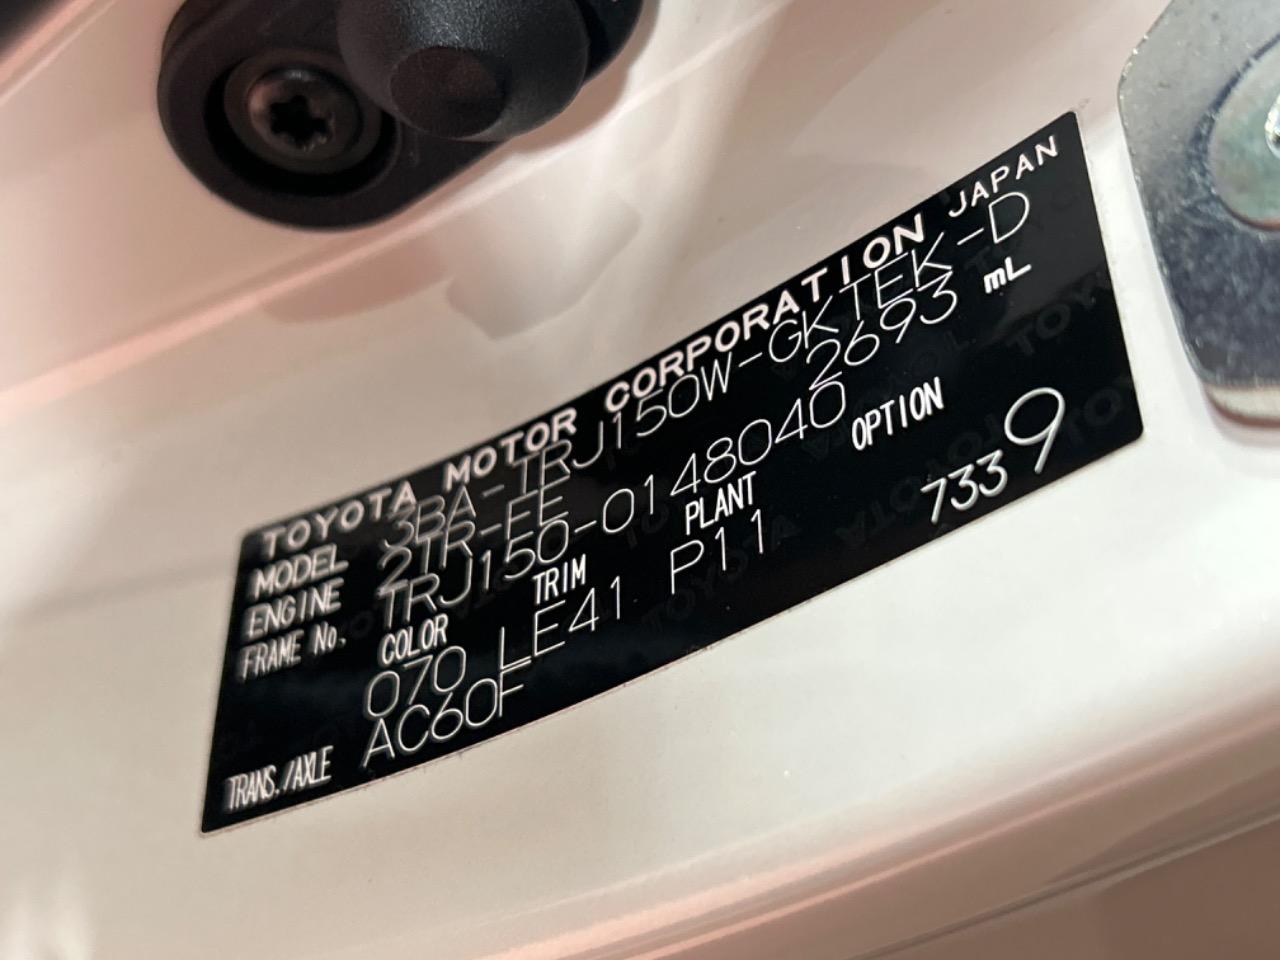 TOYOTA MOTOR CORPORATION JAPAN
MODEL 3BA-TRJ150W-GKTEK-D
ENGINE 2TR-FE 2693 mL
FRAME No. TRJ150-0148040
COLOR TRIM PLANT OPTION
070 LE41 P11 7339
TRANS./AXLE AC60F